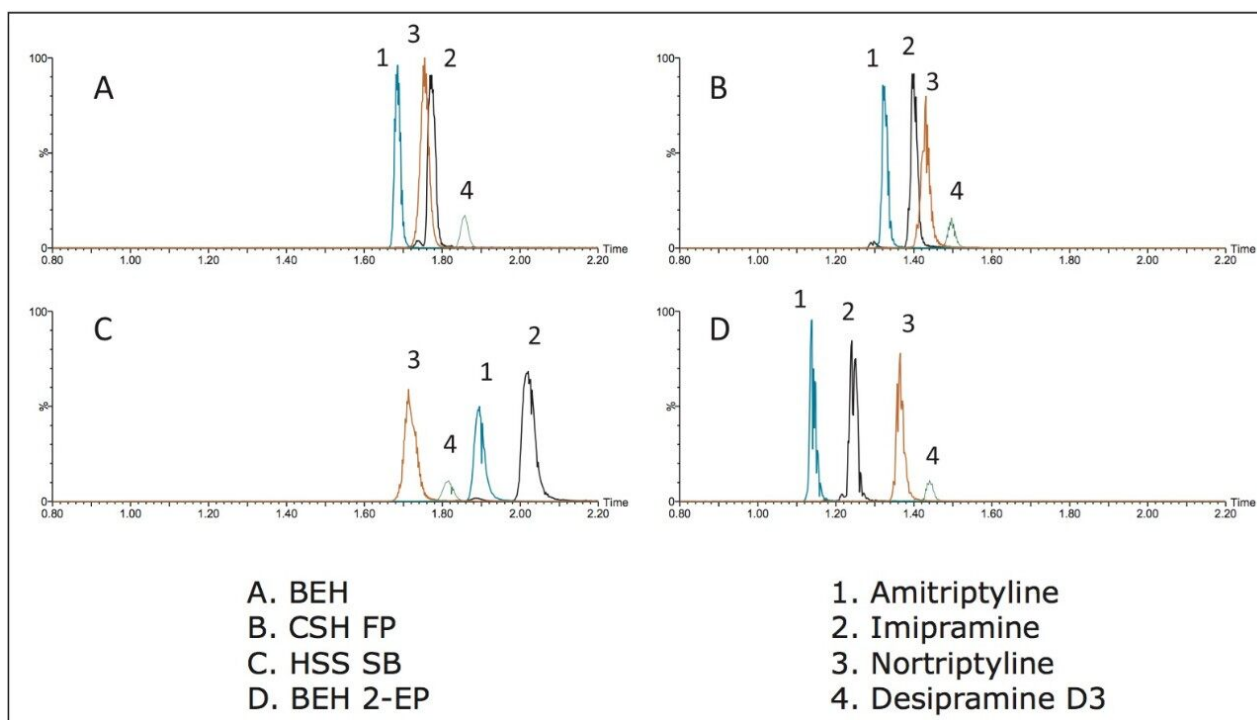 3
1
2
100
A
4
%
0
Time
0.80 1.00 1.20 1.40 1.60 1.80 2.00 2.20
2
1
3
100
B
4
%
0
Time
0.80 1.00 1.20 1.40 1.60 1.80 2.00 2.20
100
C
2
3
1
4
%
0
Time
0.80 1.00 1.20 1.40 1.60 1.80 2.00 2.20
1
2
3
100
D
4
%
0
Time
0.80 1.00 1.20 1.40 1.60 1.80 2.00 2.20
A. BEH
B. CSH FP
C. HSS SB
D. BEH 2-EP
1. Amitriptyline
2. Imipramine
3. Nortriptyline
4. Desipramine D3